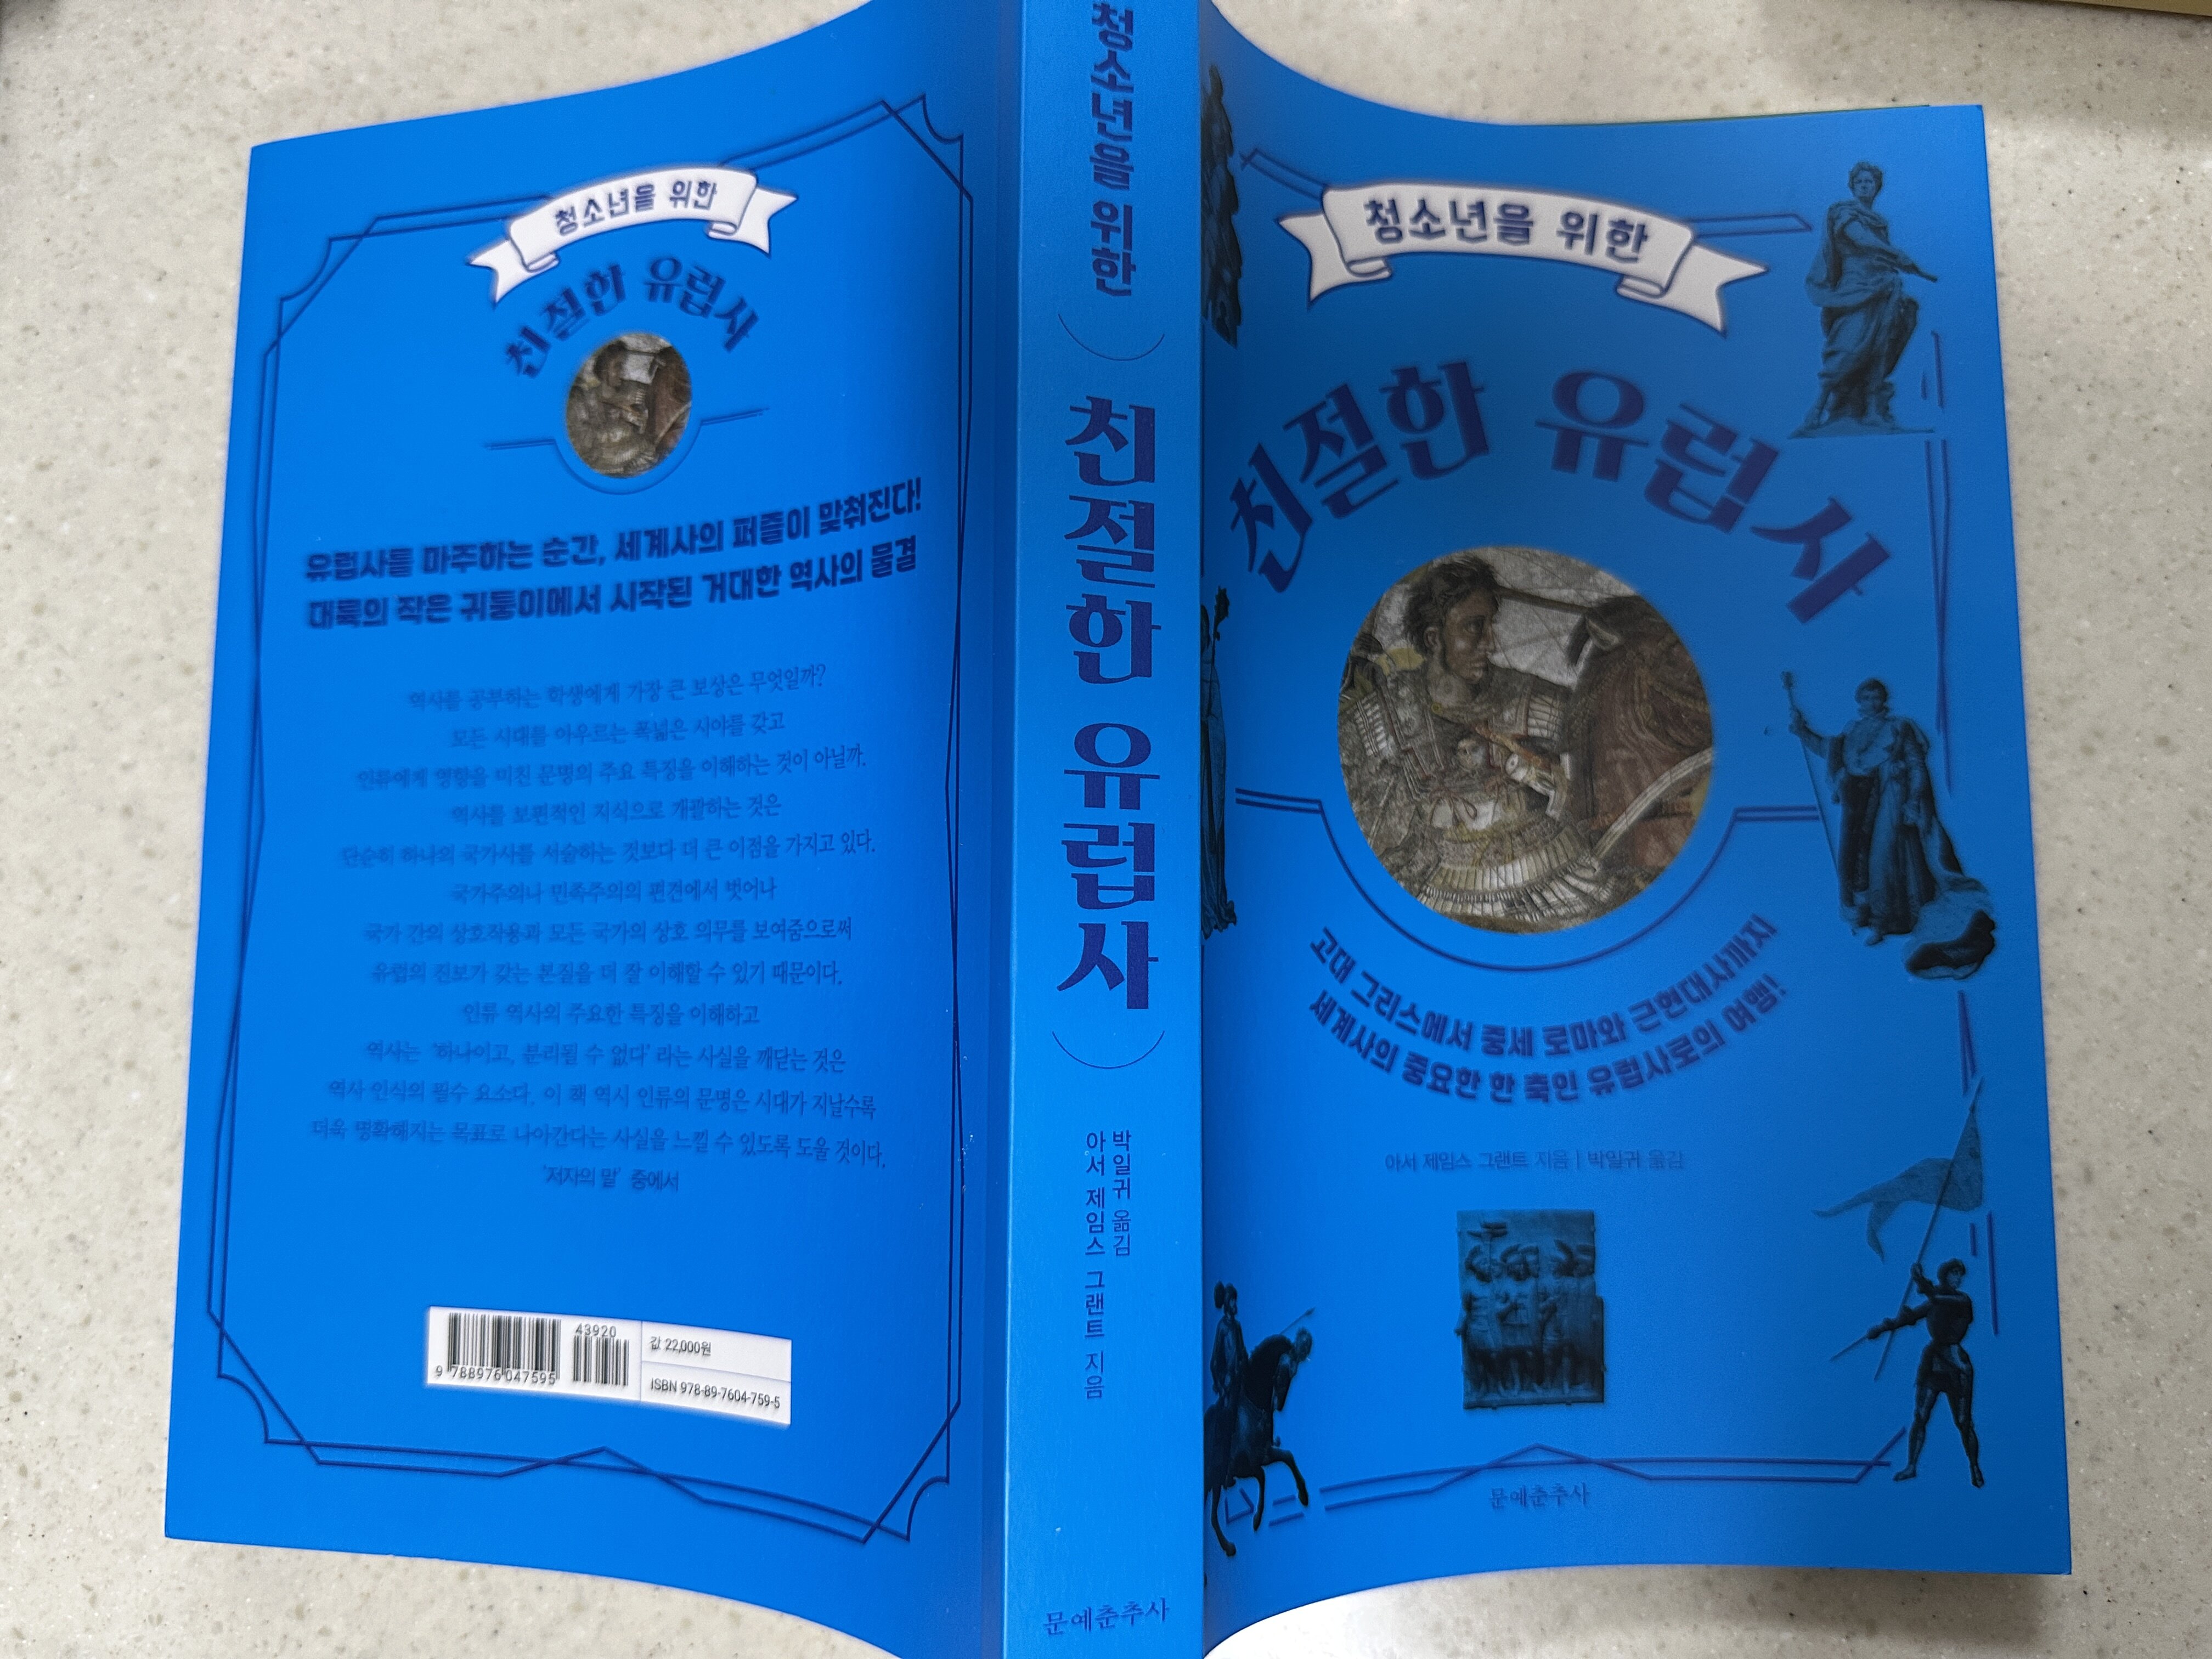 청소년을 위한
친절한 유럽사
유럽사를 마주하는 순간, 세계사의 퍼즐이 맞춰진다!
대륙의 작은 귀퉁이에서 시작된 거대한 역사의 물결
역사를 공부하는 학생에게 가장 큰 보상은 무엇일까?
모든 시대를 아우르는 폭넓은 시야를 갖고
인류에게 영향을 미친 문명의 주요 특징을 이해하는 것이 아닐까.
역사를 보편적인 지식으로 개괄하는 것은
단순히 하나의 국가사를 서술하는 것보다 더 큰 이점을 가지고 있다.
국가주의나 민족주의의 편견에서 벗어나
국가 간의 상호작용과 모든 국가의 상호 의무를 보여줌으로써
유럽의 진보가 갖는 본질을 더 잘 이해할 수 있기 때문이다.
인류 역사의 주요한 특징을 이해하고
역사는 '하나이고, 분리될 수 없다'라는 사실을 깨닫는 것은
역사 인식의 필수 요소다. 이 책 역시 인류의 문명은 시대가 지날수록
더욱 명확해지는 목표로 나아간다는 사실을 느낄 수 있도록 도울 것이다.
'저자의 말' 중에서
43920
9 788976 047595
값 22,000원
ISBN 978-89-7604-759-5
청소년을 위한
친절한 유럽사
아서 제임스 그랜트 지음
박일귀 옮김
문예춘추사
청소년을 위한
친절한 유럽사
고대 그리스에서 중세 로마와 근현대사까지
세계사의 중요한 한 축인 유럽사로의 여행!
아서 제임스 그랜트 지음 | 박일귀 옮김
문예춘추사